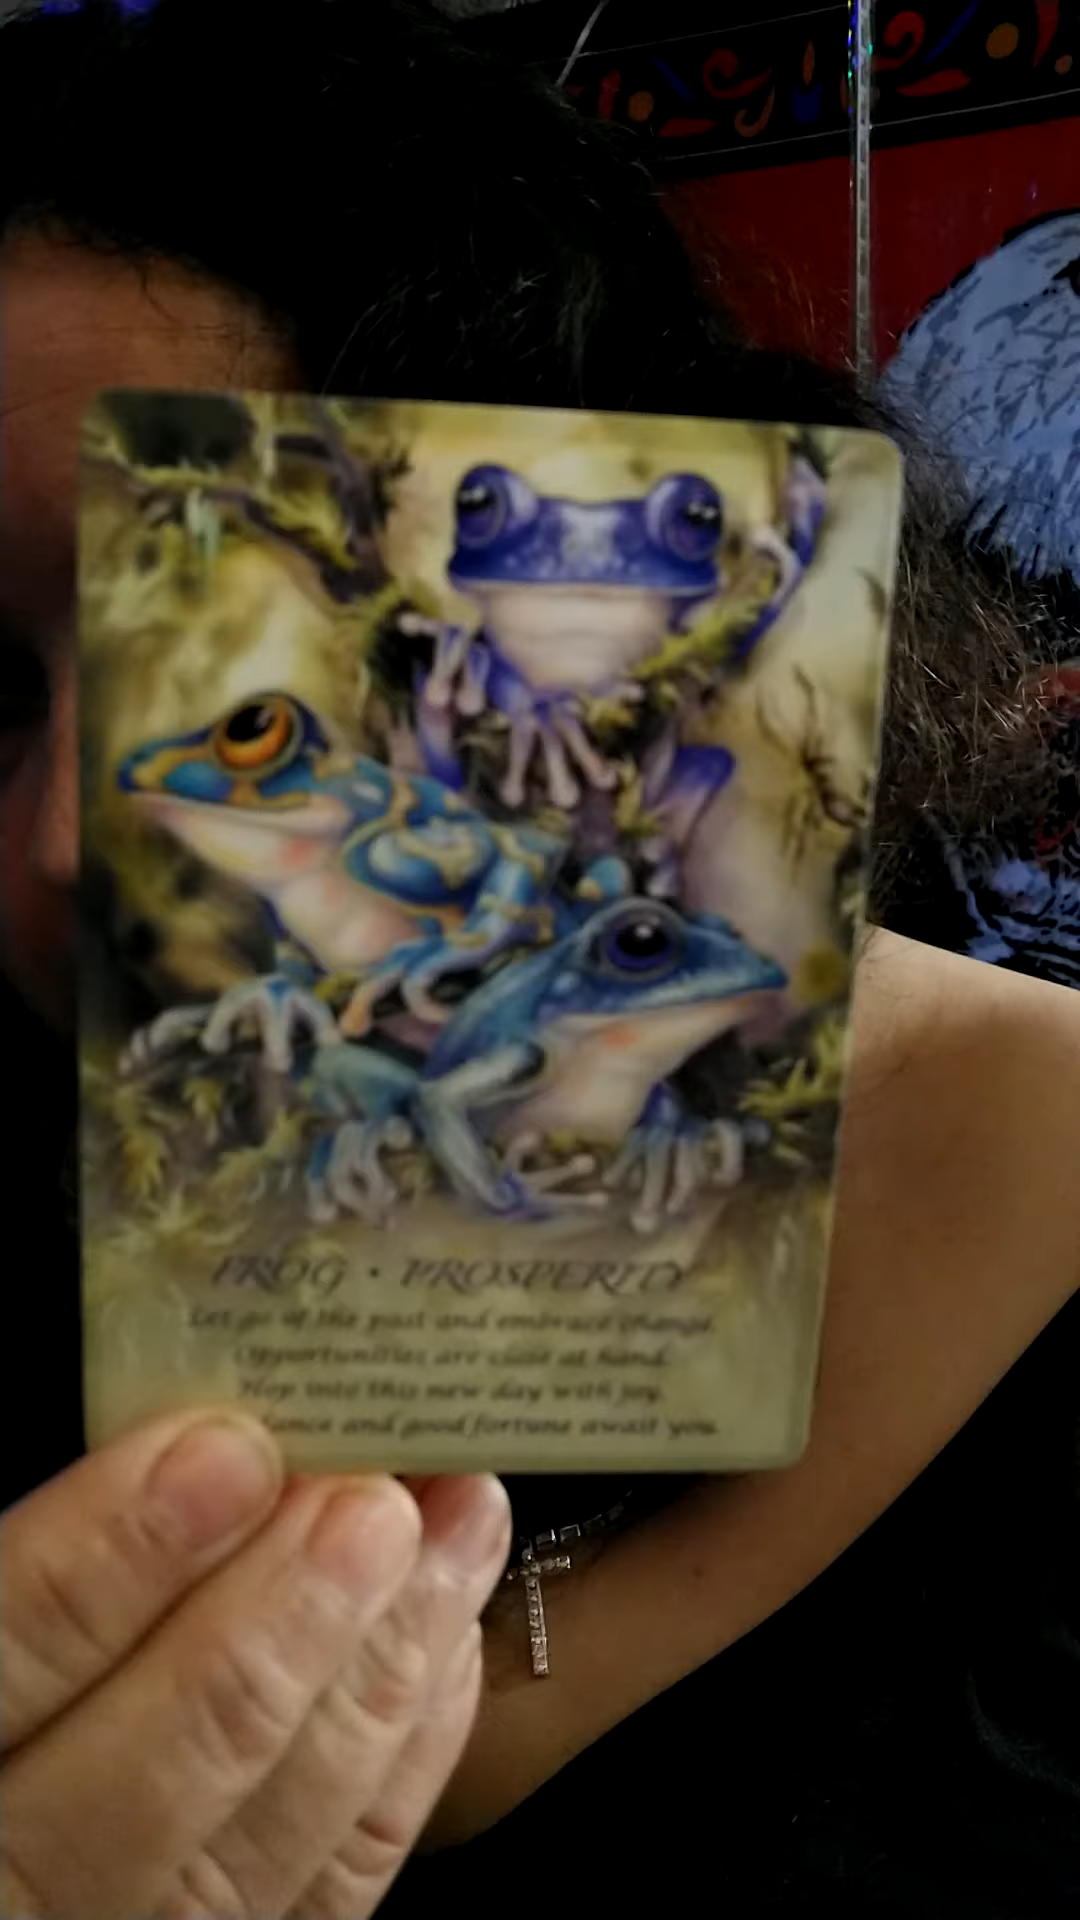 FROG • PROSPERITY
Let go of the past and embrace change.
Opportunities are close at hand.
Hop into this new day with joy.
and good fortune await you.